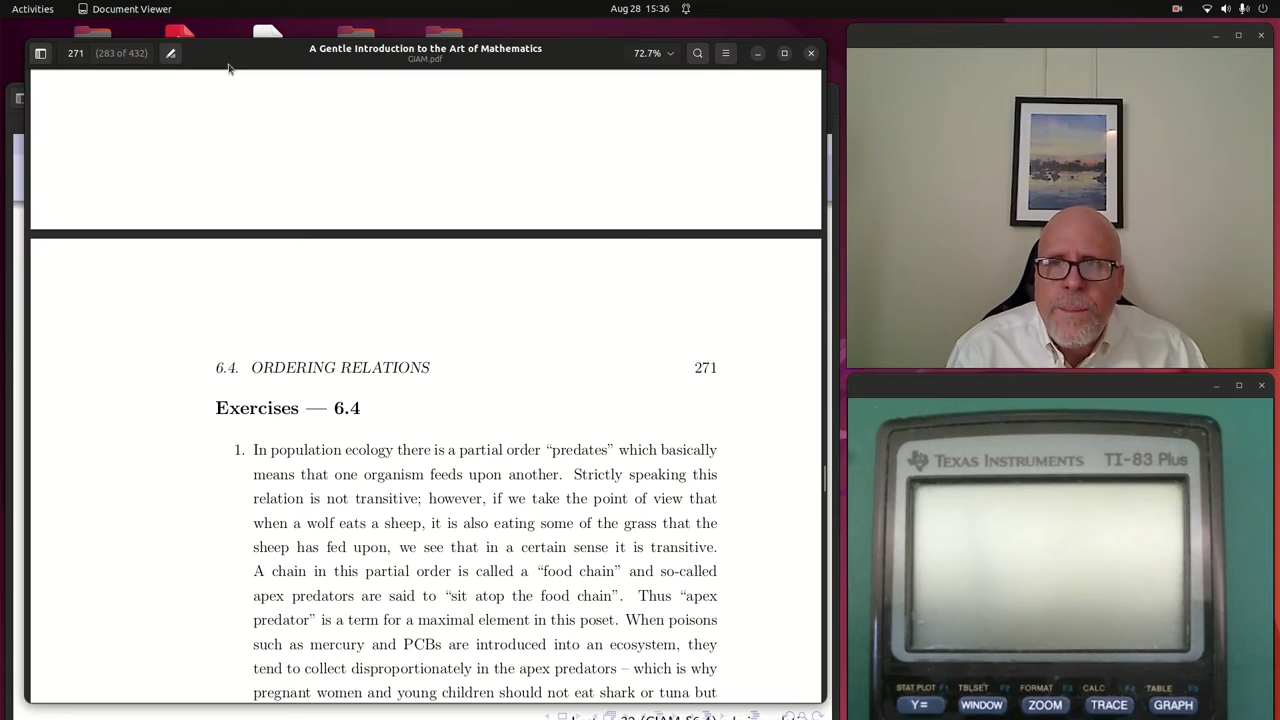 Activities
Document Viewer
Aug 28 15:36
271
(283 of 432)
A Gentle Introduction to the Art of Mathematics
GIAM.pdf
72.7%
6.4. ORDERING RELATIONS
271
Exercises — 6.4
1. In population ecology there is a partial order “predates” which basically
means that one organism feeds upon another. Strictly speaking this
relation is not transitive; however, if we take the point of view that
when a wolf eats a sheep, it is also eating some of the grass that the
sheep has fed upon, we see that in a certain sense it is transitive.
A chain in this partial order is called a “food chain” and so-called
apex predators are said to “sit atop the food chain”. Thus “apex
predator” is a term for a maximal element in this poset. When poisons
such as mercury and PCBs are introduced into an ecosystem, they
tend to collect disproportionately in the apex predators – which is why
pregnant women and young children should not eat shark or tuna but
TEXAS INSTRUMENTS TI-83 Plus
STAT PLOT F1 TBLSET F2 FORMAT F3 CALC F4 TABLE F5
Y= WINDOW ZOOM TRACE GRAPH